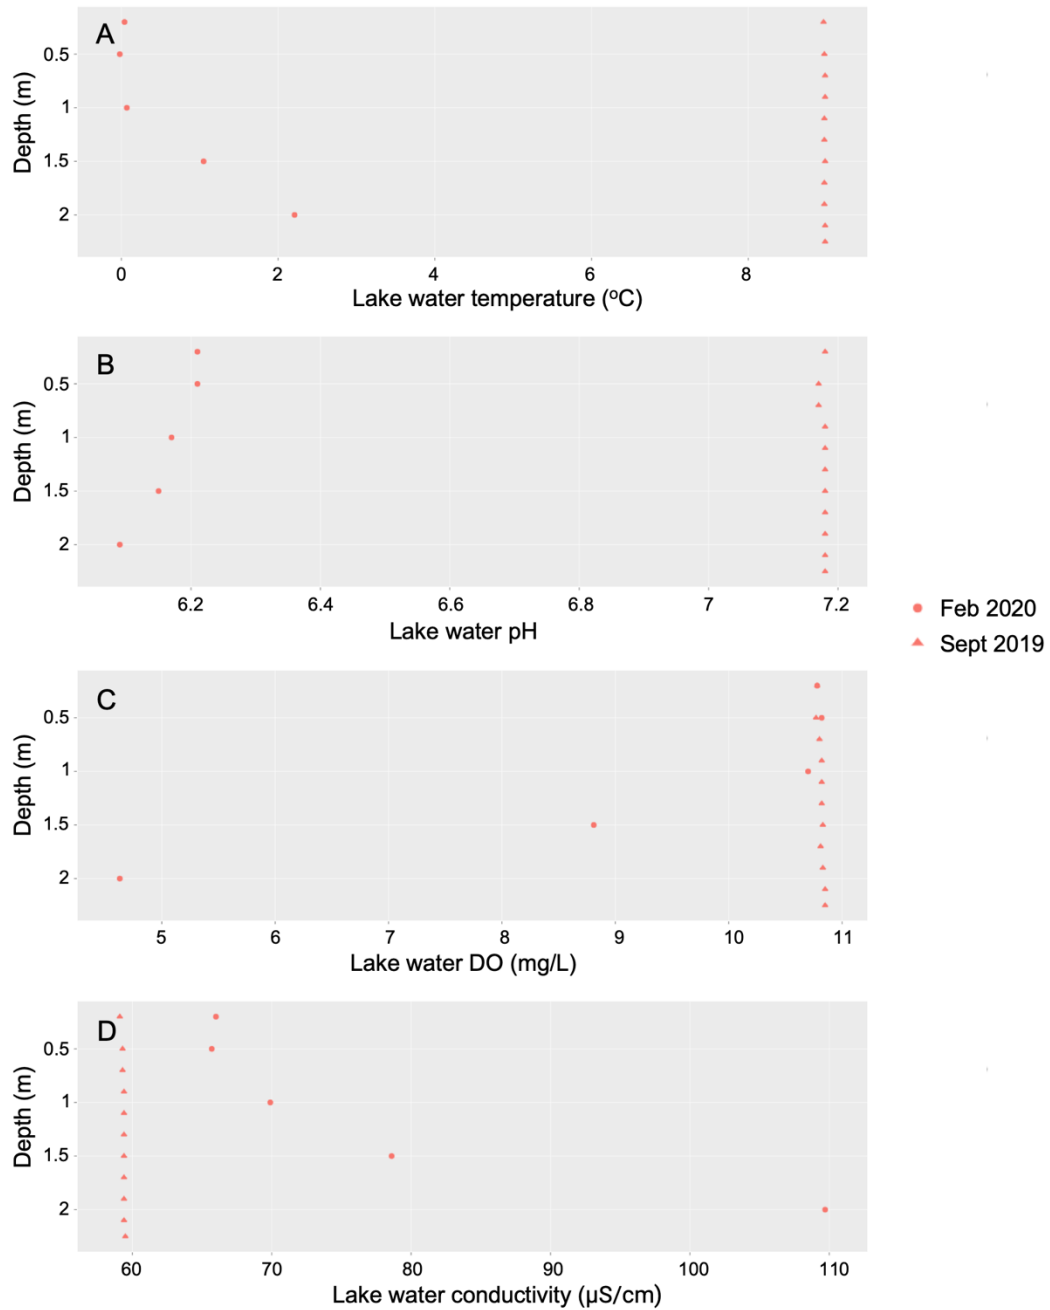 A
0.5
1
1.5
2
Depth (m)
0 2 4 6 8
Lake water temperature (oC)
B
0.5
1
1.5
2
Depth (m)
6.2 6.4 6.6 6.8 7 7.2
Lake water pH
Feb 2020
Sept 2019
C
0.5
1
1.5
2
Depth (m)
5 6 7 8 9 10 11
Lake water DO (mg/L)
D
0.5
1
1.5
2
Depth (m)
60 70 80 90 100 110
Lake water conductivity (µS/cm)